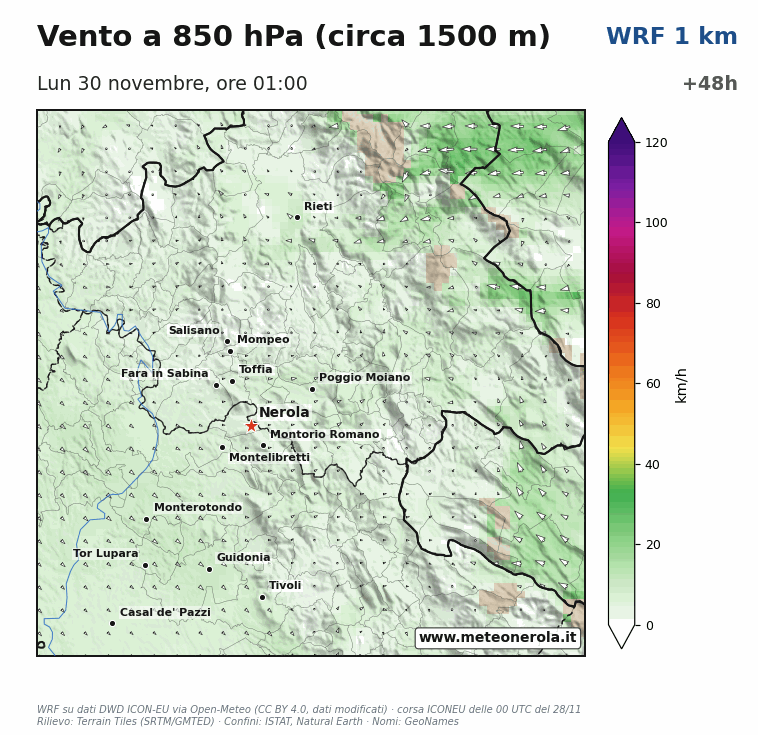 Vento a 850 hPa (circa 1500 m)
WRF 1 km
Lun 30 novembre, ore 01:00
+48h
Rieti
Salisano
Mompeo
Fara in Sabina
Toffia
Poggio Moiano
Nerola
Montorio Romano
Montelibretti
Monterotondo
Tor Lupara
Guidonia
Tivoli
Casal de' Pazzi
www.meteonerola.it
120
100
80
60
40
20
0
km/h
WRF su dati DWD ICON-EU via Open-Meteo (CC BY 4.0, dati modificati) · corsa ICONEU delle 00 UTC del 28/11
Rilievo: Terrain Tiles (SRTM/GMTED) · Confini: ISTAT, Natural Earth · Nomi: GeoNames